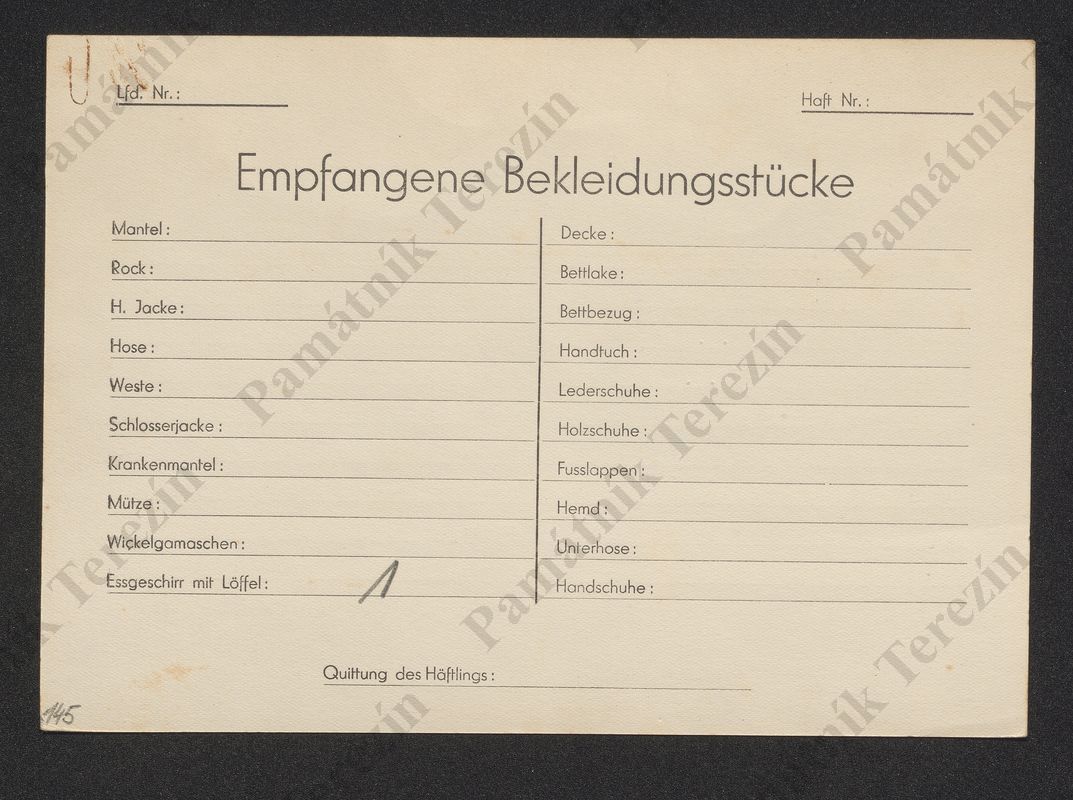 Lfd. Nr.:
Haft Nr.:
Empfangene Bekleidungsstücke
Mantel:
Rock:
H. Jacke:
Hose:
Weste:
Schlosserjacke:
Krankenmantel:
Mütze:
Wickelgamaschen:
Essgeschirr mit Löffel: 1
Decke:
Bettlake:
Bettbezug:
Handtuch:
Lederschuhe:
Holzschuhe:
Fusslappen:
Hemd:
Unterhose:
Handschuhe:
Quittung des Häftlings:
145
Památník Terezín